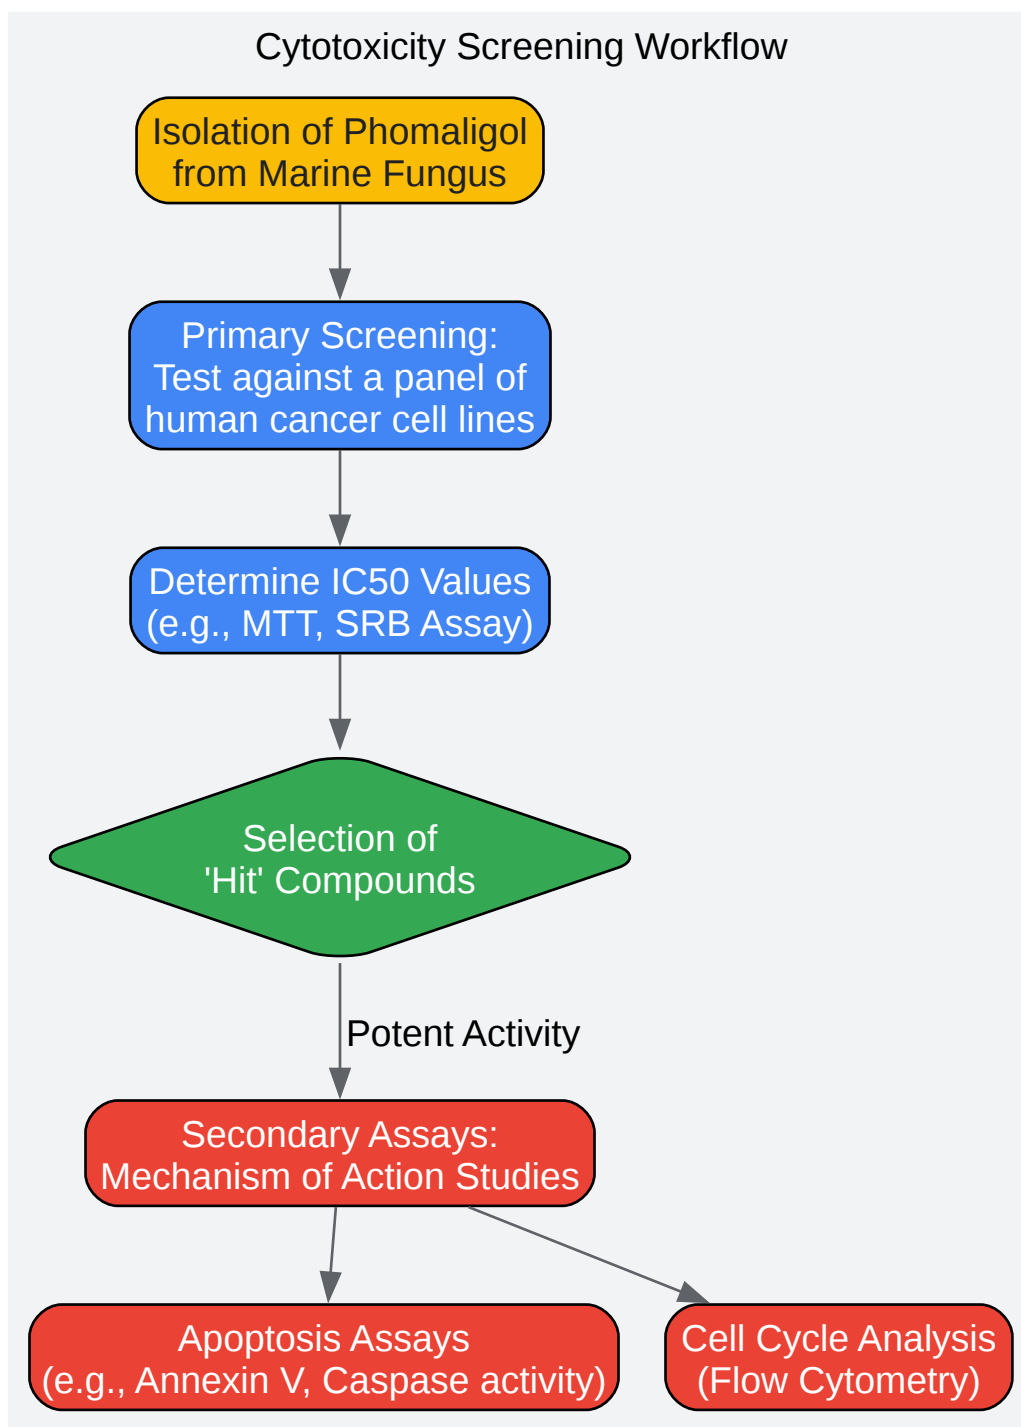 Cytotoxicity Screening Workflow
Isolation of Phomaligol
from Marine Fungus
Primary Screening:
Test against a panel of
human cancer cell lines
Determine IC50 Values
(e.g., MTT, SRB Assay)
Selection of
'Hit' Compounds
Potent Activity
Secondary Assays:
Mechanism of Action Studies
Apoptosis Assays
(e.g., Annexin V, Caspase activity)
Cell Cycle Analysis
(Flow Cytometry)